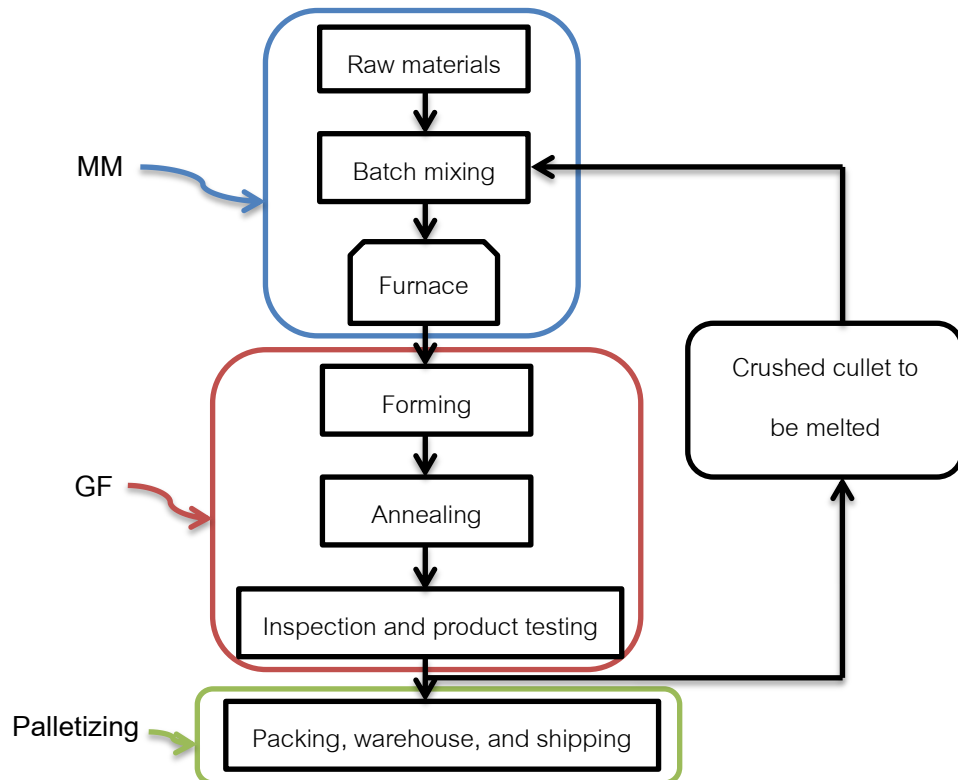 Raw materials
MM
Batch mixing
Furnace
Crushed cullet to
be melted
Forming
GF
Annealing
Inspection and product testing
Palletizing
Packing, warehouse, and shipping